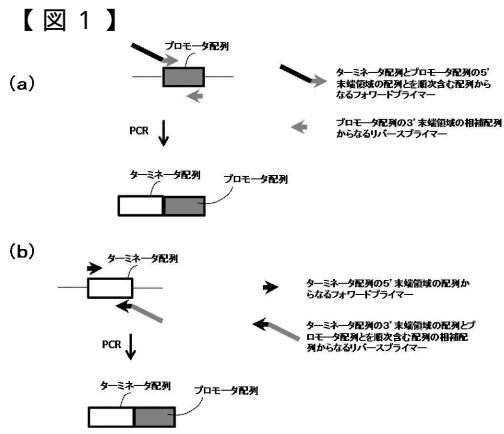 【図1】
プロモータ配列
(a)
ターミネータ配列とプロモータ配列の5'
末端領域の配列とを順次含む配列から
なるフォワードプライマー
PCR
プロモータの3'末端領域の相補配列
からなるリバースプライマー
ターミネータ配列
プロモータ配列
(b)
ターミネータ配列
ターミネータ配列の5'末端領域の配列か
らなるフォワードプライマー
ターミネータ配列の3'末端領域の配列とプ
ロモータ配列とを順次含む配列の相補配
列からなるリバースプライマー
PCR
ターミネータ配列
プロモータ配列